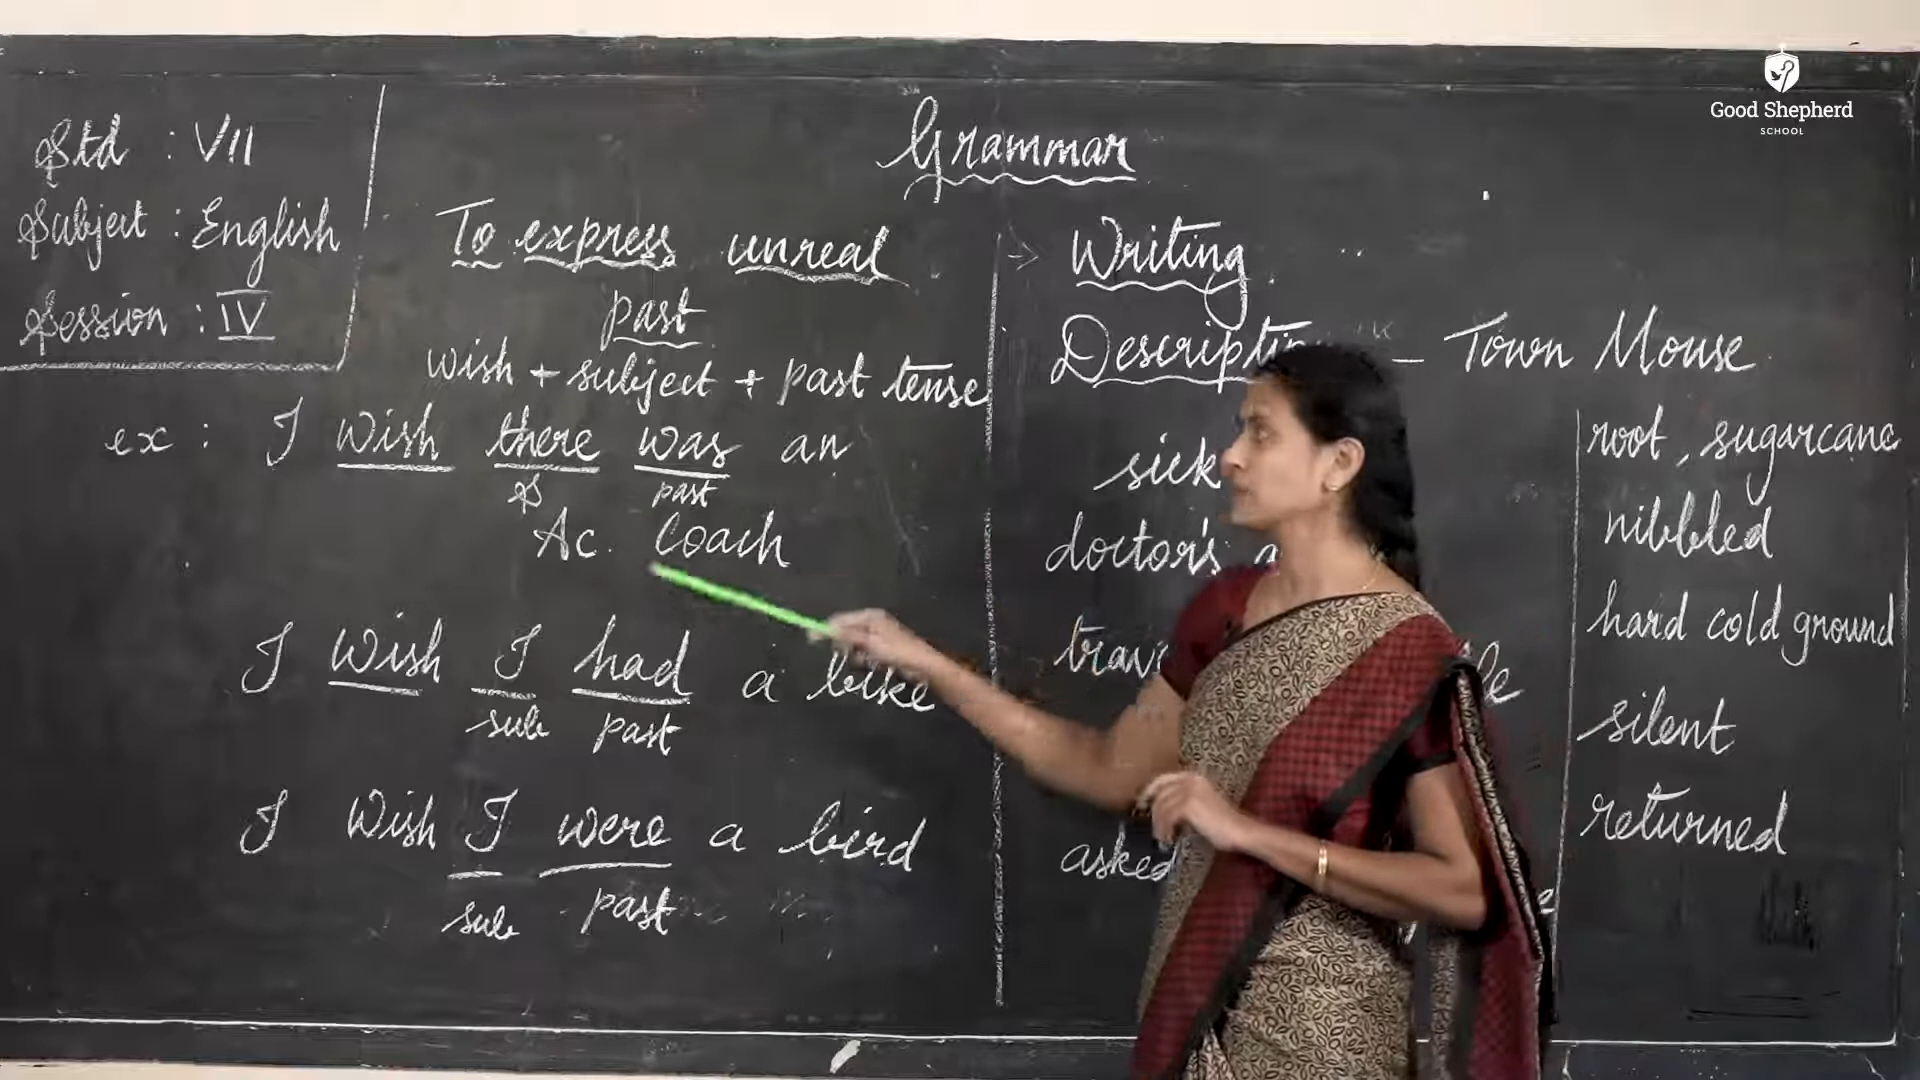 Good Shepherd
SCHOOL
Std : VII
Subject : English
Session : IV
Grammar
To express unreal
past
wish + subject + past tense
ex : I wish there was an
S past
Ac. Coach
I wish I had a bike
sub past
I wish I were a bird
sub past
Writing
Description - Town Mouse
sick
doctor's
asked
root, sugarcane
nibbled
hard cold ground
silent
returned